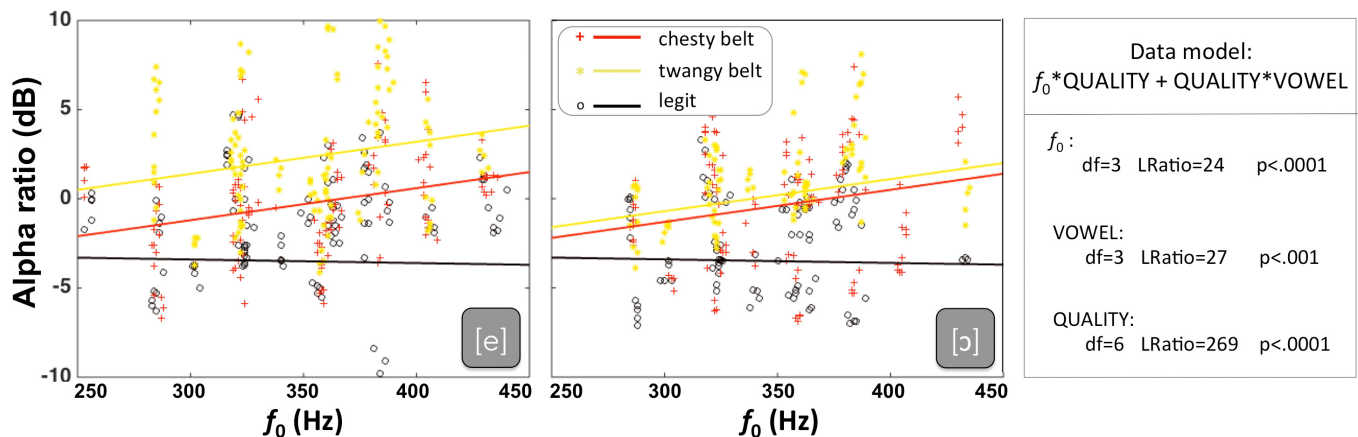 Alpha ratio (dB)
10
5
0
-5
-10
250 300 350 400 450
f0 (Hz)
[e]
chesty belt
twangy belt
legit
250 300 350 400 450
f0 (Hz)
[ɔ]
Data model:
f0*QUALITY + QUALITY*VOWEL
f0 :
df=3 LRatio=24 p<.0001
VOWEL:
df=3 LRatio=27 p<.001
QUALITY:
df=6 LRatio=269 p<.0001